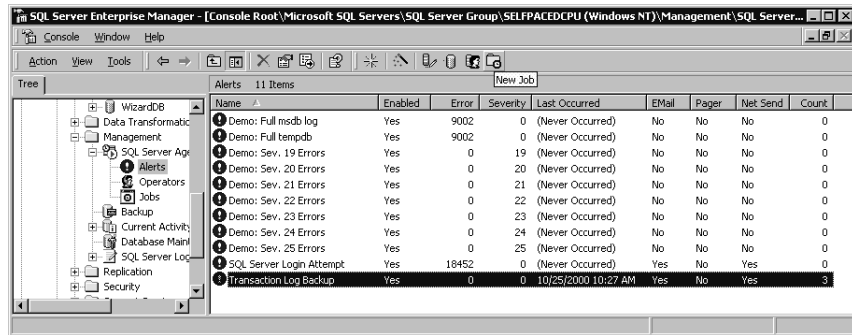 SQL Server Enterprise Manager - [Console Root\Microsoft SQL Servers\SQL Server Group\SELFPACEDCPU (Windows NT)\Management\SQL Server...
Console Window Help
Action View Tools
New Job
Tree
Alerts 11 Items
Name Enabled Error Severity Last Occurred EMail Pager Net Send Count
WizardDB
Data Transformatic
Management
SQL Server Age
Alerts
Operators
Jobs
Backup
Current Activity
Database Maint
SQL Server Log
Replication
Security
Demo: Full msdb log Yes 9002 0 (Never Occurred) No No No 0
Demo: Full tempdb Yes 9002 0 (Never Occurred) No No No 0
Demo: Sev. 19 Errors Yes 0 19 (Never Occurred) No No No 0
Demo: Sev. 20 Errors Yes 0 20 (Never Occurred) No No No 0
Demo: Sev. 21 Errors Yes 0 21 (Never Occurred) No No No 0
Demo: Sev. 22 Errors Yes 0 22 (Never Occurred) No No No 0
Demo: Sev. 23 Errors Yes 0 23 (Never Occurred) No No No 0
Demo: Sev. 24 Errors Yes 0 24 (Never Occurred) No No No 0
Demo: Sev. 25 Errors Yes 0 25 (Never Occurred) No No No 0
SQL Server Login Attempt Yes 18452 0 (Never Occurred) Yes No Yes 0
Transaction Log Backup Yes 0 0 10/25/2000 10:27 AM Yes No Yes 3